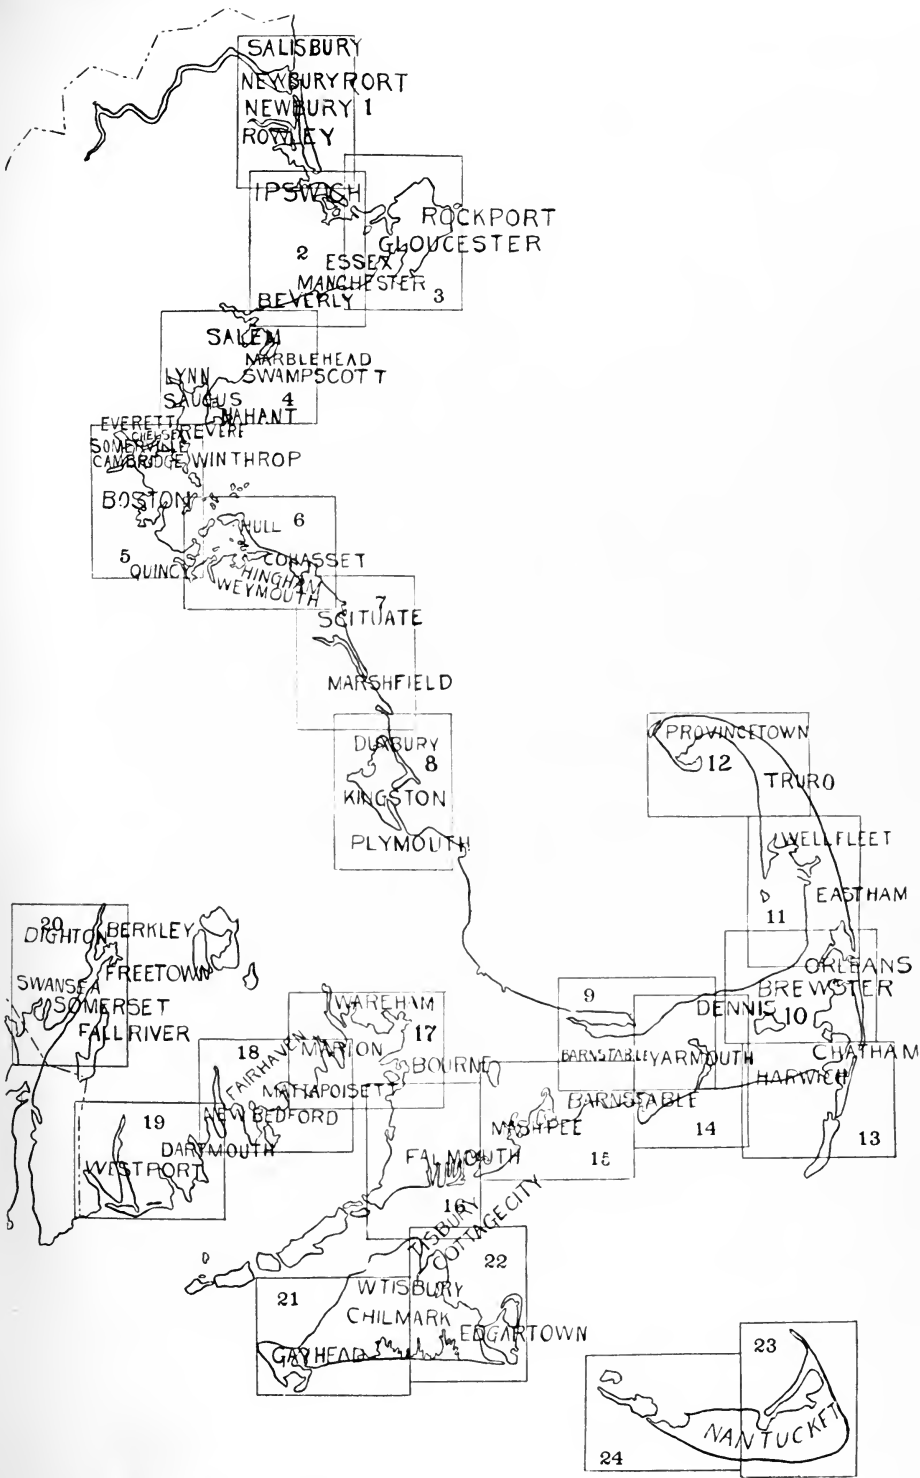 SALISBURY
NEWBURYPORT
NEWBURY 1
ROWLEY
IPSWICH
ROCKPORT
GLOUCESTER
2
ESSEX
MANCHESTER
3
BEVERLY
SALEM
MARBLEHEAD
LYNN SWAMPSCOTT
SAUGUS 4
NAHANT
EVERETT
CHELSEA REVERE
SOMERVILLE
CAMBRIDGE WINTHROP
BOSTON
HULL 6
5
COHASSET
QUINCY HINGHAM
WEYMOUTH
7
SCITUATE
MARSHFIELD
DUXBURY
8
KINGSTON
PLYMOUTH
PROVINCETOWN
12
TRURO
WELLFLEET
EASTHAM
11
20
DIGHTON BERKLEY
FREETOWN
SWANSEA
SOMERSET
FALL RIVER
ORLEANS
BREWSTER
9
DENNIS 10
WAREHAM
17
MARION
BOURNE
18
FAIRHAVEN
MATTAPOISETT
BARNSTABLE YARMOUTH
CHATHAM
HARWICH
BARNSTABLE
19
NEW BEDFORD
DARTMOUTH
WESTPORT
MASHPEE
14
13
FALMOUTH
15
16
TISBURY
COTTAGE CITY
22
21
W TISBURY
CHILMARK
EDGARTOWN
GAYHEAD
23
NANTUCKET
24